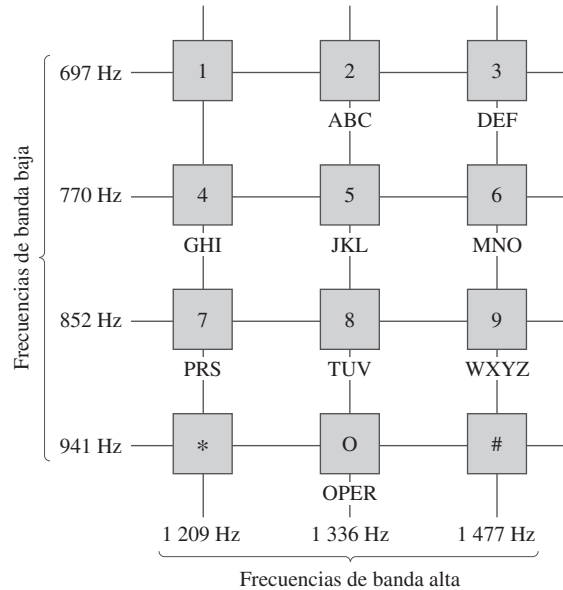 697 Hz 1 2 3
ABC DEF
770 Hz 4 5 6
GHI JKL MNO
852 Hz 7 8 9
PRS TUV WXYZ
941 Hz * O #
OPER
1 209 Hz 1 336 Hz 1 477 Hz
Frecuencias de banda alta
Frecuencias de banda baja